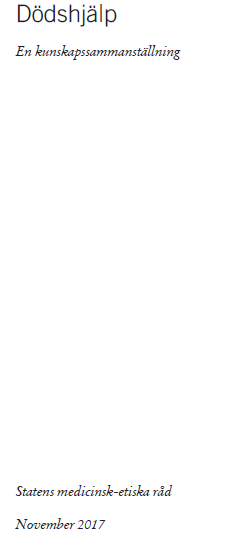 Dödshjälp
En kunskapssammanställning
Statens medicinsk-etiska råd
November 2017